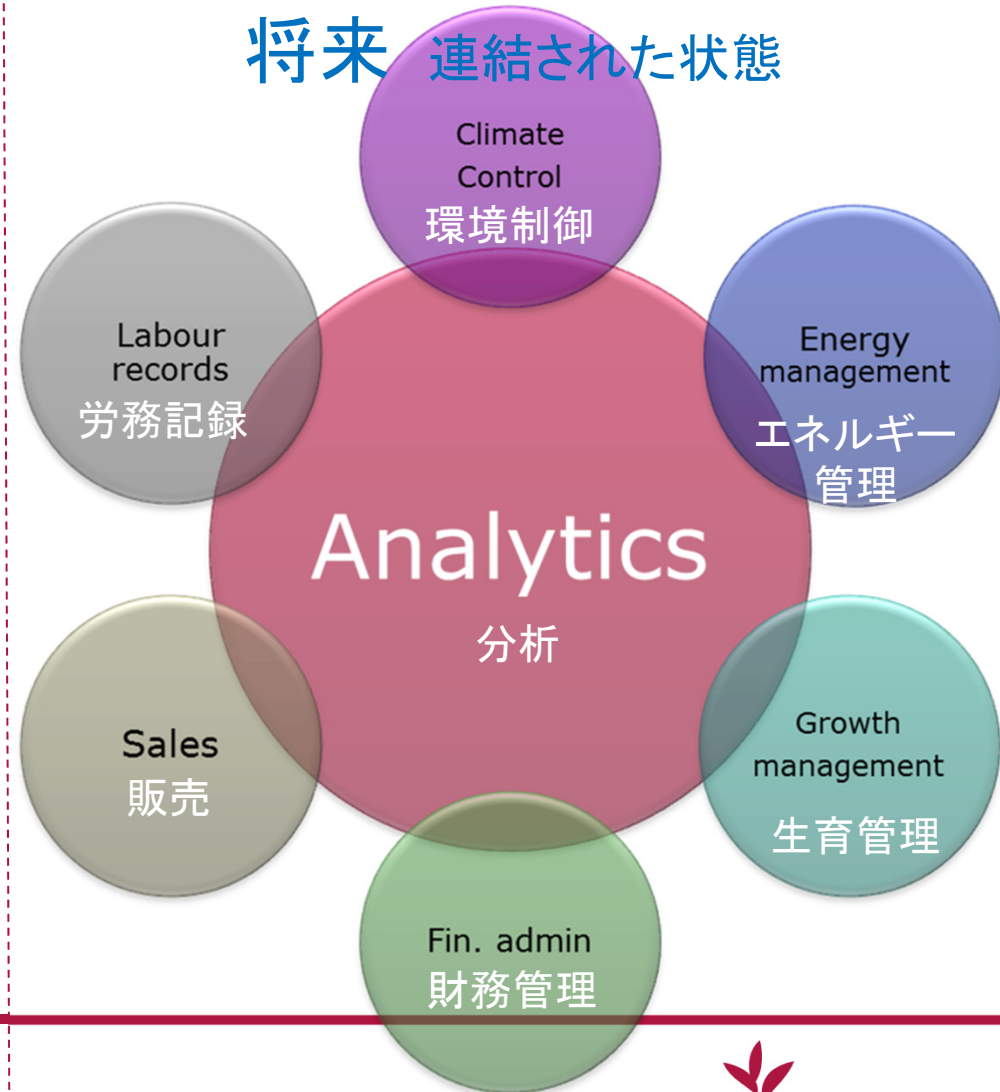 将来 連結された状態
Climate
Control
環境制御
Labour
records
労務記録
Energy
management
エネルギー
管理
Analytics
分析
Sales
販売
Growth
management
生育管理
Fin. admin
財務管理